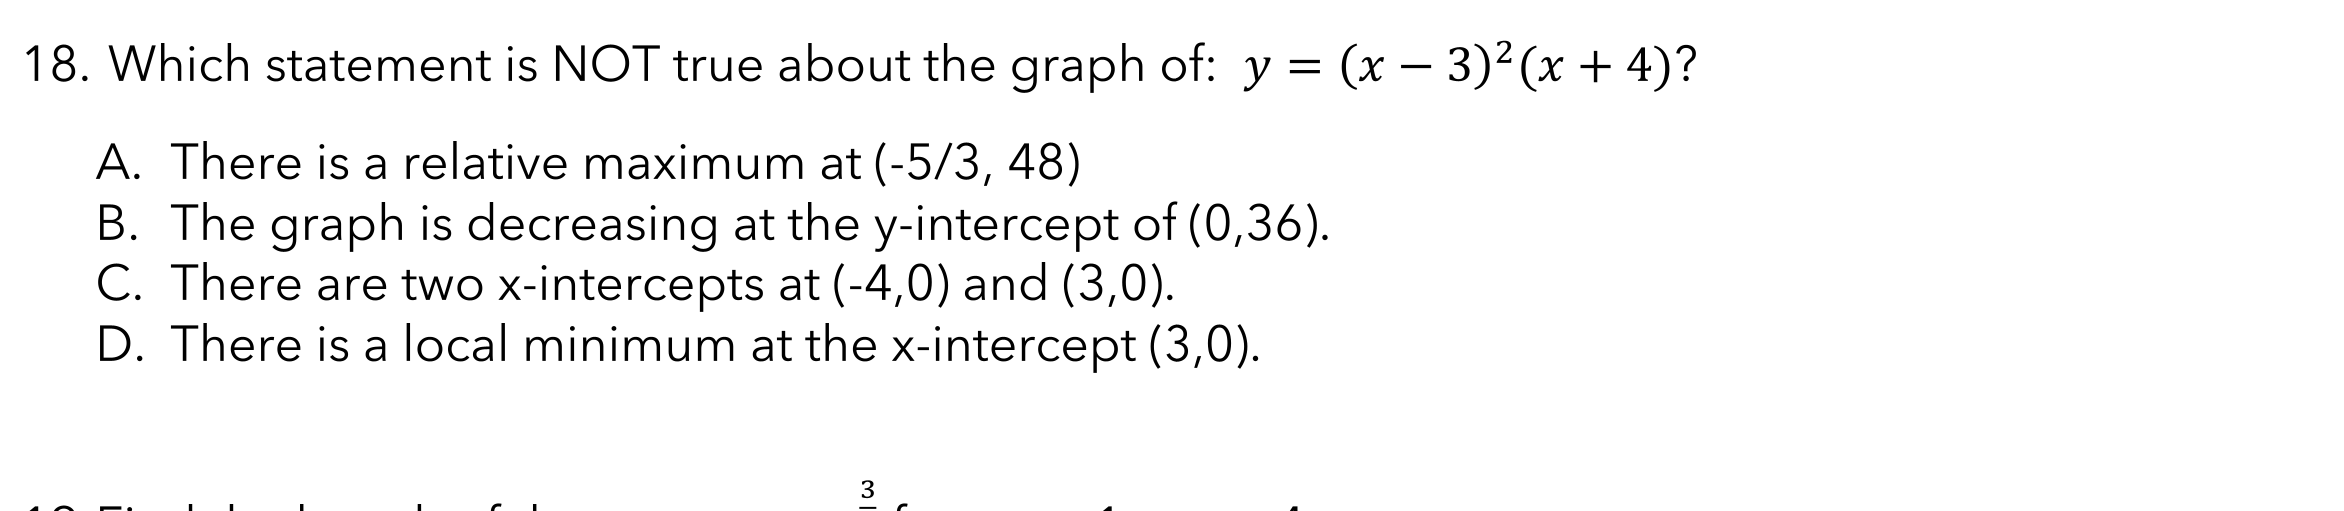 18. Which statement is NOT true about the graph of: y = (x − 3)²(x + 4)?
A. There is a relative maximum at (-5/3, 48)
B. The graph is decreasing at the y-intercept of (0,36).
C. There are two x-intercepts at (-4,0) and (3,0).
D. There is a local minimum at the x-intercept (3,0).
3